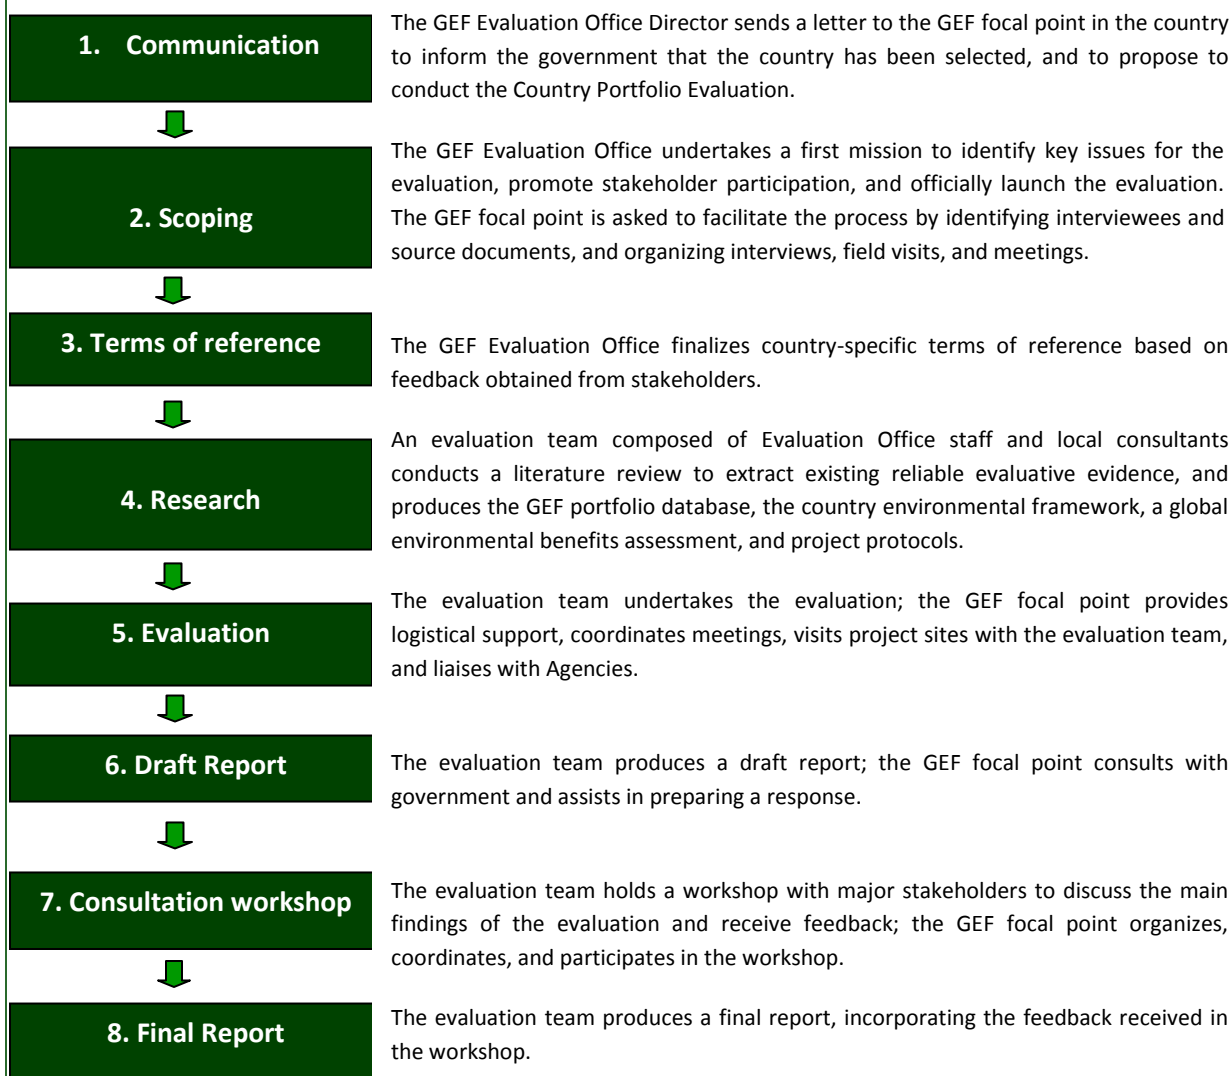 1. Communication
The GEF Evaluation Office Director sends a letter to the GEF focal point in the country
to inform the government that the country has been selected, and to propose to
conduct the Country Portfolio Evaluation.
2. Scoping
The GEF Evaluation Office undertakes a first mission to identify key issues for the
evaluation, promote stakeholder participation, and officially launch the evaluation.
The GEF focal point is asked to facilitate the process by identifying interviewees and
source documents, and organizing interviews, field visits, and meetings.
3. Terms of reference
The GEF Evaluation Office finalizes country-specific terms of reference based on
feedback obtained from stakeholders.
4. Research
An evaluation team composed of Evaluation Office staff and local consultants
conducts a literature review to extract existing reliable evaluative evidence, and
produces the GEF portfolio database, the country environmental framework, a global
environmental benefits assessment, and project protocols.
5. Evaluation
The evaluation team undertakes the evaluation; the GEF focal point provides
logistical support, coordinates meetings, visits project sites with the evaluation team,
and liaises with Agencies.
6. Draft Report
The evaluation team produces a draft report; the GEF focal point consults with
government and assists in preparing a response.
7. Consultation workshop
The evaluation team holds a workshop with major stakeholders to discuss the main
findings of the evaluation and receive feedback; the GEF focal point organizes,
coordinates, and participates in the workshop.
8. Final Report
The evaluation team produces a final report, incorporating the feedback received in
the workshop.